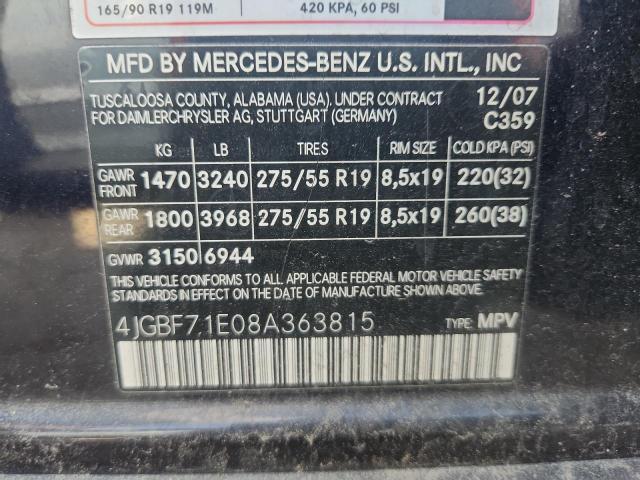 165/90 R19 119M 420 KPA, 60 PSI
MFD BY MERCEDES-BENZ U.S. INTL., INC
TUSCALOOSA COUNTY, ALABAMA (USA). UNDER CONTRACT 12/07
FOR DAIMLERCHRYSLER AG, STUTTGART (GERMANY) C359
KG LB TIRES RIM SIZE COLD KPA (PSI)
GAWR FRONT 1470 3240 275/55 R19 8,5x19 220(32)
GAWR REAR 1800 3968 275/55 R19 8,5x19 260(38)
GVWR 3150 6944
THIS VEHICLE CONFORMS TO ALL APPLICABLE FEDERAL MOTOR VEHICLE SAFETY
STANDARDS IN EFFECT ON THE DATE OF MANUFACTURE SHOWN ABOVE.
4JGBF71E08A363815 TYPE: MPV